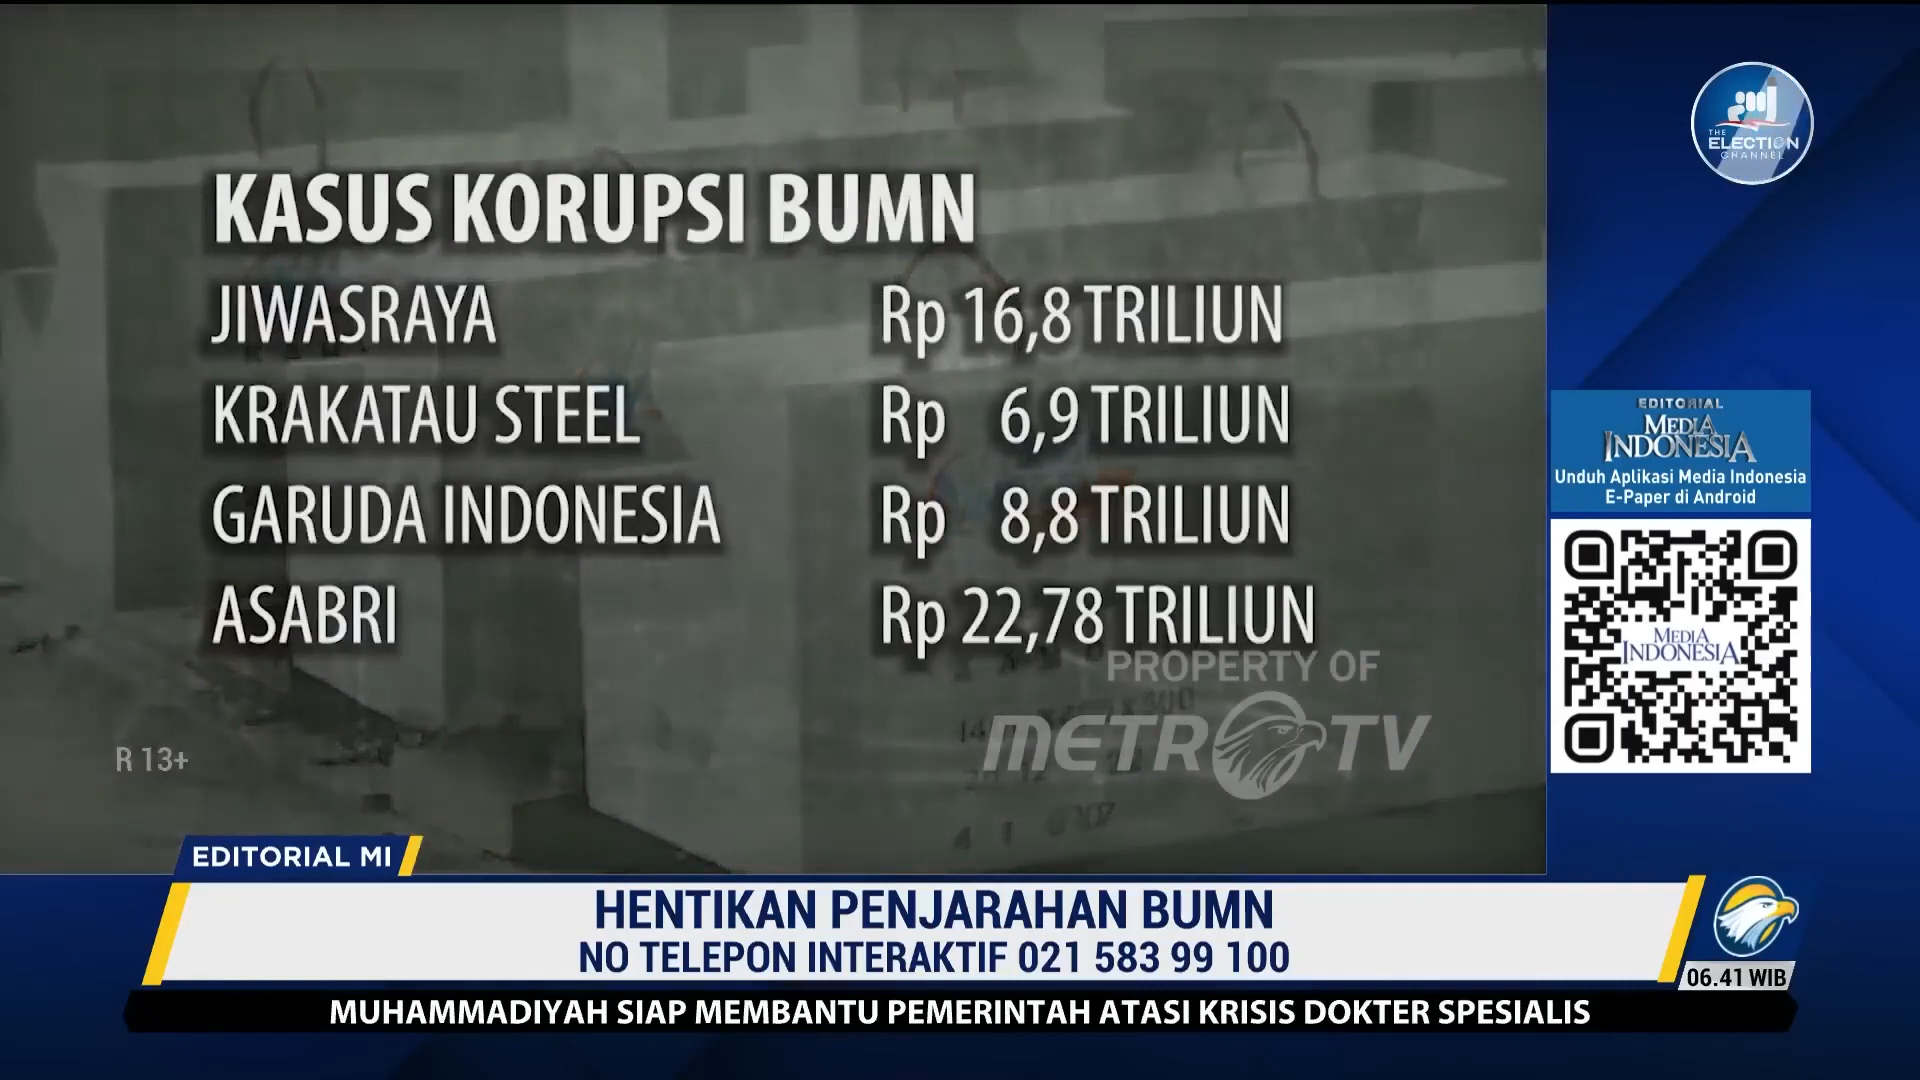 THE
ELECTION
CHANNEL
KASUS KORUPSI BUMN
JIWASRAYA Rp 16,8 TRILIUN
KRAKATAU STEEL Rp 6,9 TRILIUN
GARUDA INDONESIA Rp 8,8 TRILIUN
ASABRI Rp 22,78 TRILIUN
PROPERTY OF
METRO TV
R 13+
EDITORIAL
MEDIA
INDONESIA
Unduh Aplikasi Media Indonesia
E-Paper di Android
MEDIA
INDONESIA
EDITORIAL MI
HENTIKAN PENJARAHAN BUMN
NO TELEPON INTERAKTIF 021 583 99 100
06.41 WIB
MUHAMMADIYAH SIAP MEMBANTU PEMERINTAH ATASI KRISIS DOKTER SPESIALIS